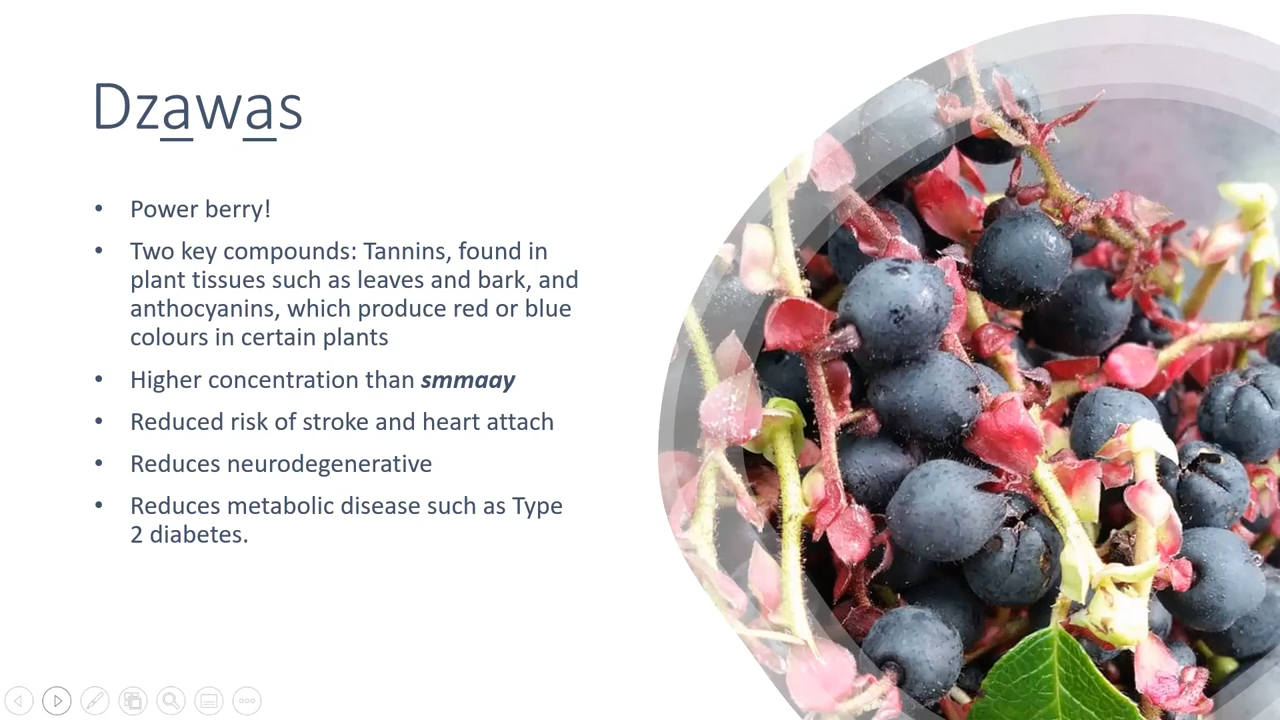 Dza̲wa̲s
• Power berry!
• Two key compounds: Tannins, found in
plant tissues such as leaves and bark, and
anthocyanins, which produce red or blue
colours in certain plants
• Higher concentration than smmaay
• Reduced risk of stroke and heart attach
• Reduces neurodegenerative
• Reduces metabolic disease such as Type
2 diabetes.